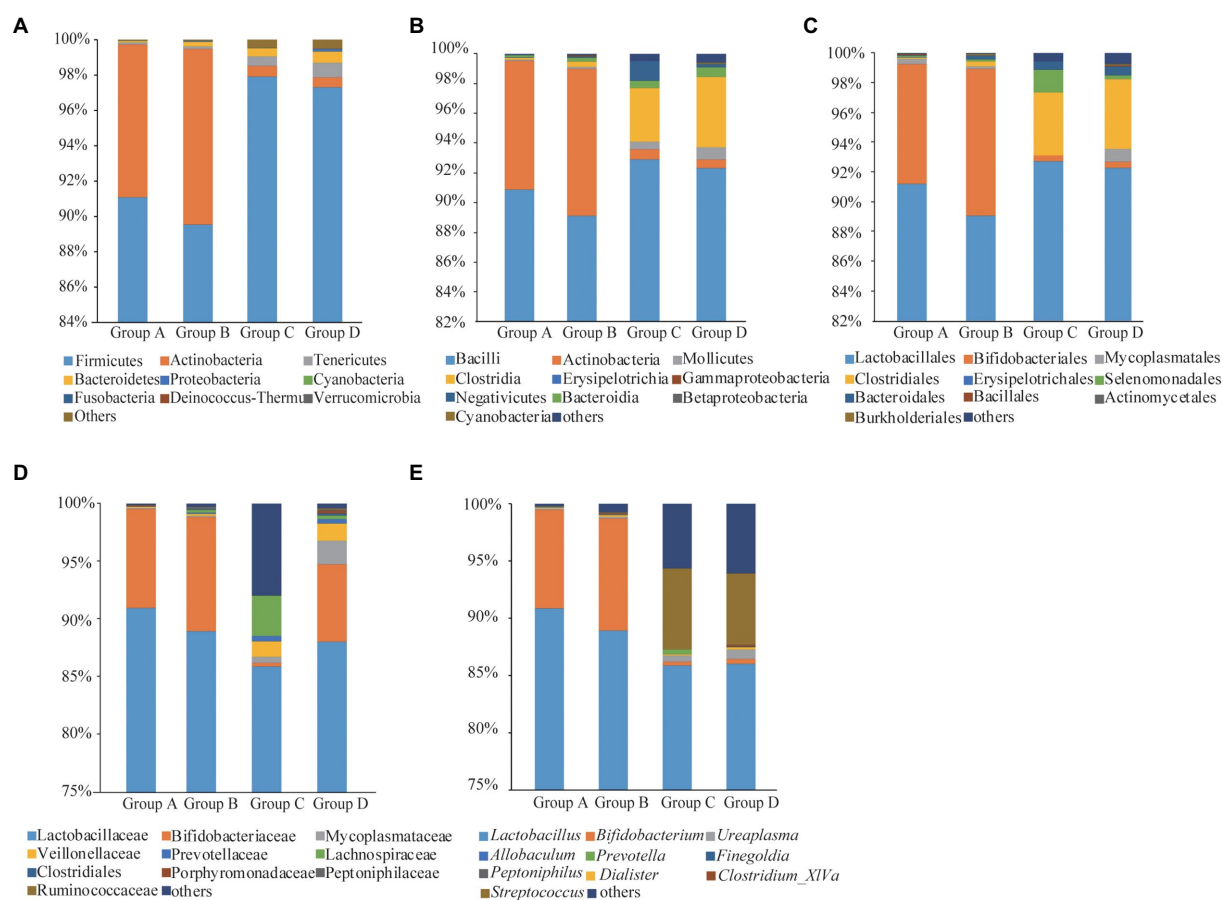 A
100%
98%
96%
94%
92%
90%
88%
86%
84%
Group A Group B Group C Group D
Firmicutes Actinobacteria Tenericutes
Bacteroidetes Proteobacteria Cyanobacteria
Fusobacteria Deinococcus-Thermu Verrucomicrobia
Others
B
100%
98%
96%
94%
92%
90%
88%
86%
84%
82%
Group A Group B Group C Group D
Bacilli Actinobacteria Mollicutes
Clostridia Erysipelotrichia Gammaproteobacteria
Negativicutes Bacteroidia Betaproteobacteria
Cyanobacteria others
C
100%
98%
96%
94%
92%
90%
88%
86%
84%
82%
Group A Group B Group C Group D
Lactobacillales Bifidobacteriales Mycoplasmatales
Clostridiales Erysipelotrichales Selenomonadales
Bacteroidales Bacillales Actinomycetales
Burkholderiales others
D
100%
95%
90%
85%
80%
75%
Group A Group B Group C Group D
Lactobacillaceae Bifidobacteriaceae Mycoplasmataceae
Veillonellaceae Prevotellaceae Lachnospiraceae
Clostridiales Porphyromonadaceae Peptoniphilaceae
Ruminococcaceae others
E
100%
95%
90%
85%
80%
75%
Group A Group B Group C Group D
Lactobacillus Bifidobacterium Ureaplasma
Allobaculum Prevotella Finegoldia
Peptoniphilus Dialister Clostridium_XlVa
Streptococcus others